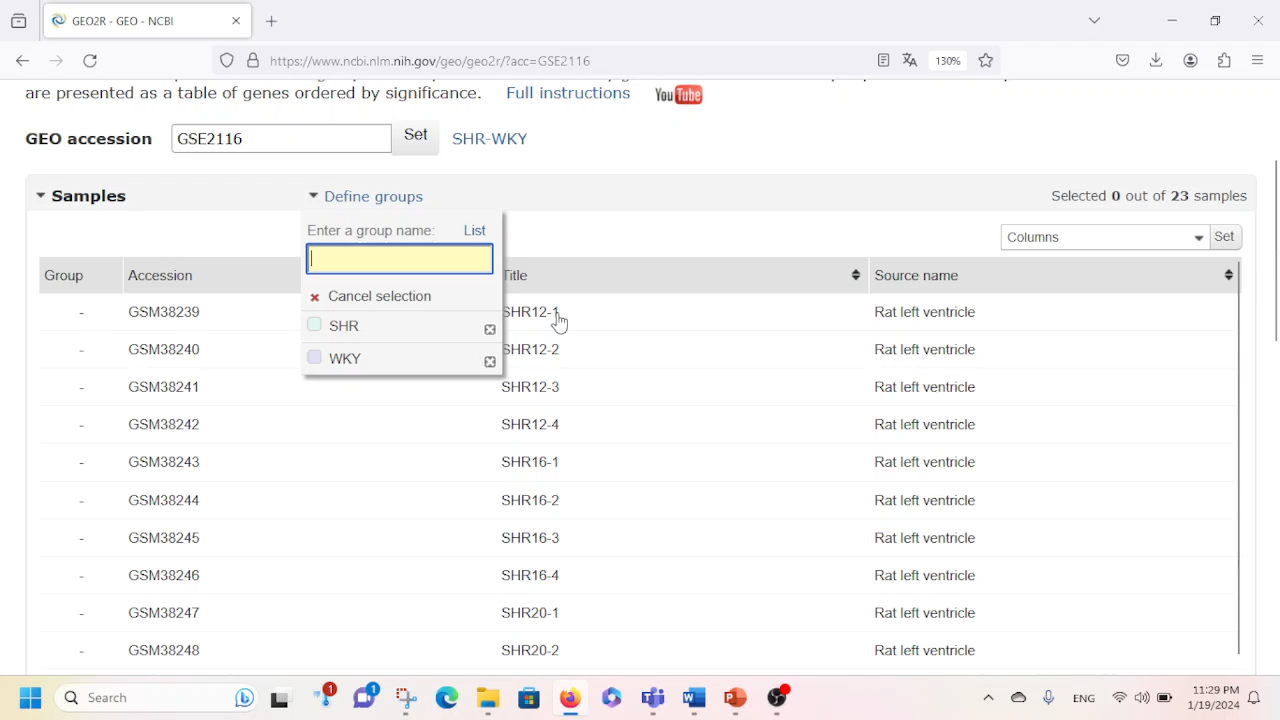 GEO2R - GEO - NCBI
https://www.ncbi.nlm.nih.gov/geo/geo2r/?acc=GSE2116
130%
are presented as a table of genes ordered by significance. Full instructions YouTube
GEO accession GSE2116 Set SHR-WKY
Samples Define groups Selected 0 out of 23 samples
Enter a group name: List
Columns Set
Group Accession Title Source name
Cancel selection
- GSM38239 SHR12-1 Rat left ventricle
SHR
- GSM38240 SHR12-2 Rat left ventricle
WKY
- GSM38241 SHR12-3 Rat left ventricle
- GSM38242 SHR12-4 Rat left ventricle
- GSM38243 SHR16-1 Rat left ventricle
- GSM38244 SHR16-2 Rat left ventricle
- GSM38245 SHR16-3 Rat left ventricle
- GSM38246 SHR16-4 Rat left ventricle
- GSM38247 SHR20-1 Rat left ventricle
- GSM38248 SHR20-2 Rat left ventricle
Search 1 1 ENG 11:29 PM
1/19/2024